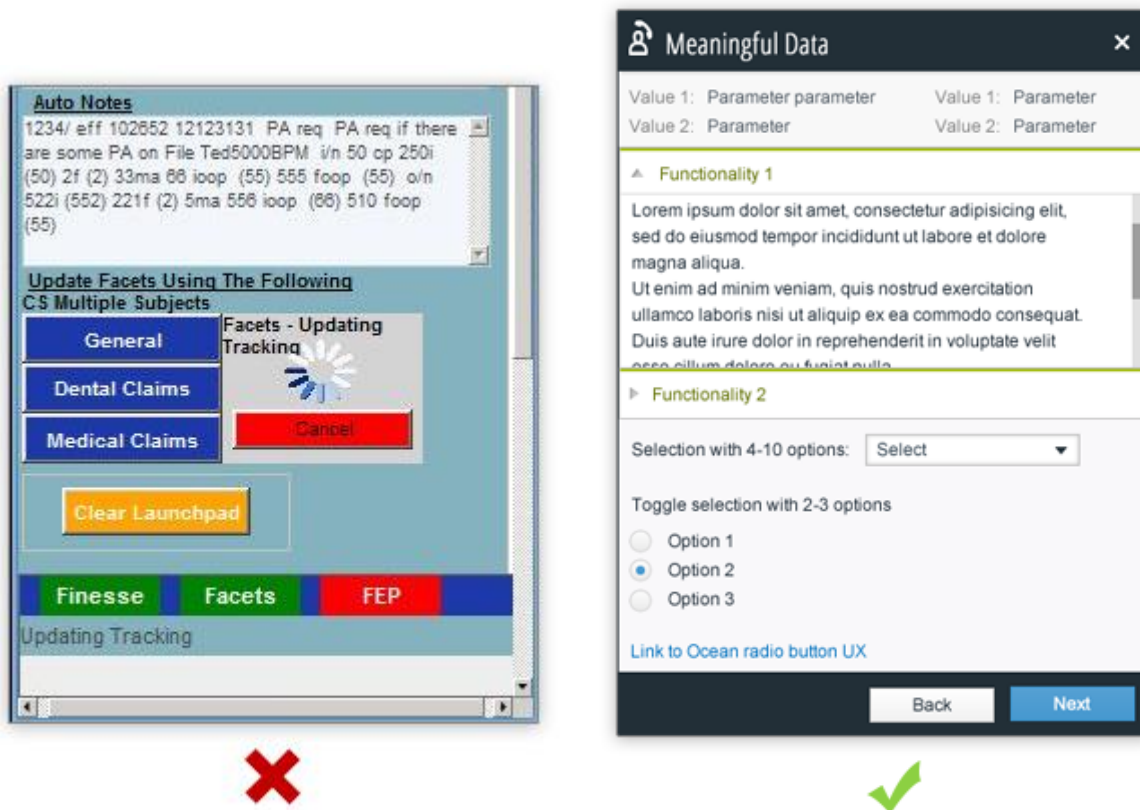 Auto Notes
1234/ eff 102652 12123131 PA req PA req if there
are some PA on File Ted5000BPM i/n 50 cp 250i
(50) 2f (2) 33ma 66 ioop (55) 555 foop (55) o/n
522i (552) 221f (2) 5ma 556 ioop (66) 510 foop
(55)
Update Facets Using The Following
CS Multiple Subjects
General
Dental Claims
Medical Claims
Facets - Updating
Tracking
Cancel
Clear Launchpad
Finesse Facets FEP
Updating Tracking
Meaningful Data
Value 1: Parameter parameter Value 1: Parameter
Value 2: Parameter Value 2: Parameter
Functionality 1
Lorem ipsum dolor sit amet, consectetur adipisicing elit,
sed do eiusmod tempor incididunt ut labore et dolore
magna aliqua.
Ut enim ad minim veniam, quis nostrud exercitation
ullamco laboris nisi ut aliquip ex ea commodo consequat.
Duis aute irure dolor in reprehenderit in voluptate velit
esse cillum dolore eu fugiat nulla
Functionality 2
Selection with 4-10 options: Select
Toggle selection with 2-3 options
Option 1
Option 2
Option 3
Link to Ocean radio button UX
Back Next